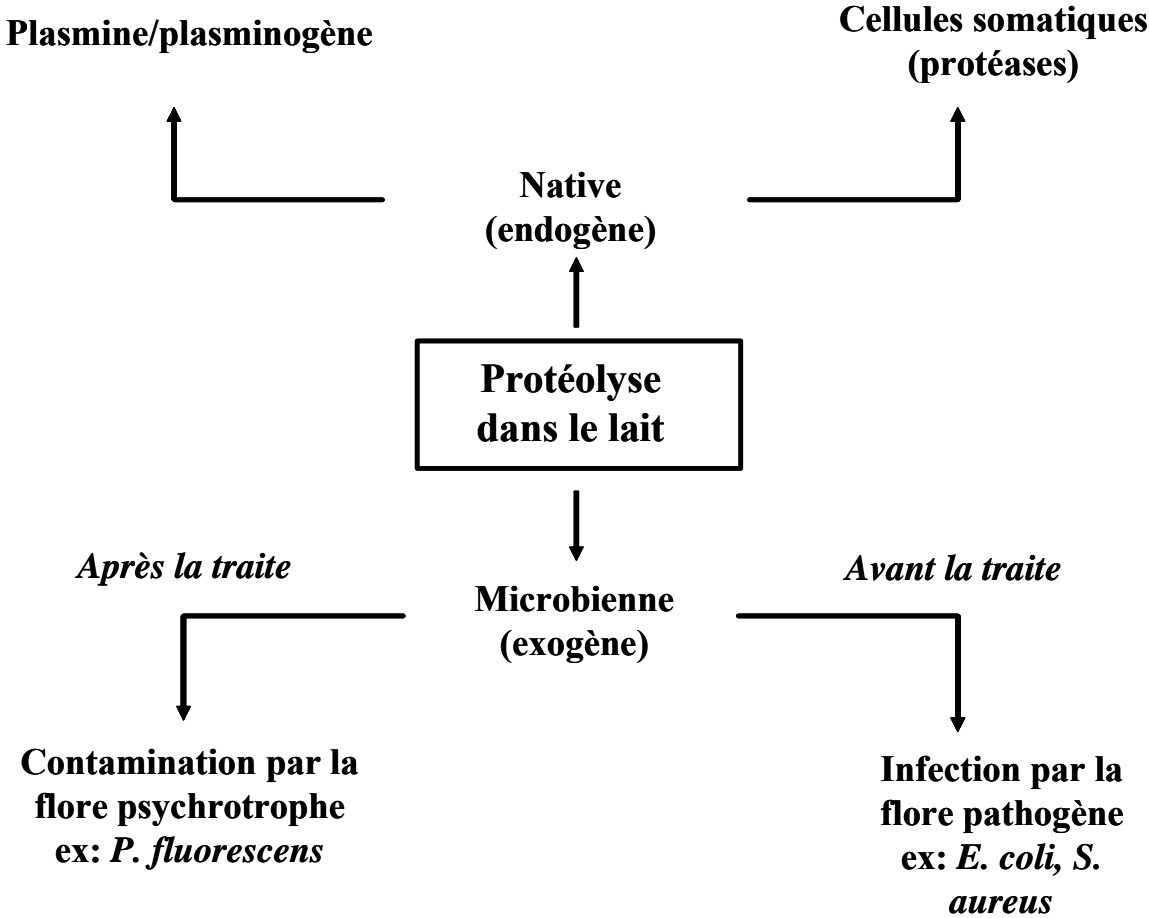 Plasmine/plasminogène
Cellules somatiques
(protéases)
Native
(endogène)
Protéolyse
dans le lait
Après la traite
Avant la traite
Microbienne
(exogène)
Contamination par la
flore psychrotrophe
ex: P. fluorescens
Infection par la
flore pathogène
ex: E. coli, S.
aureus